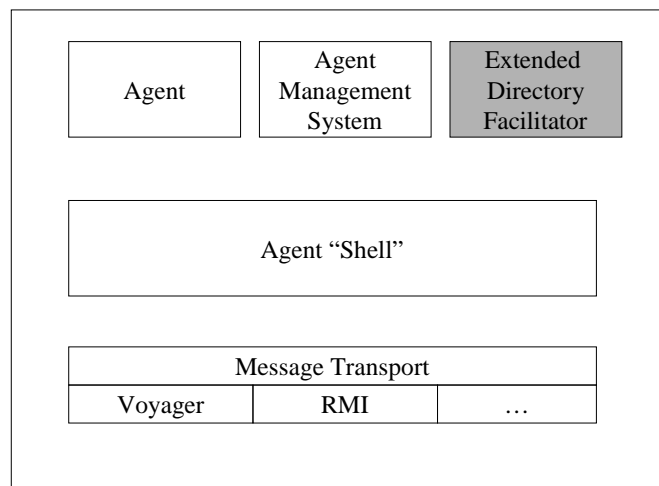 Agent
Agent
Management
System
Extended
Directory
Facilitator
Agent “Shell”
Message Transport
Voyager
RMI
…